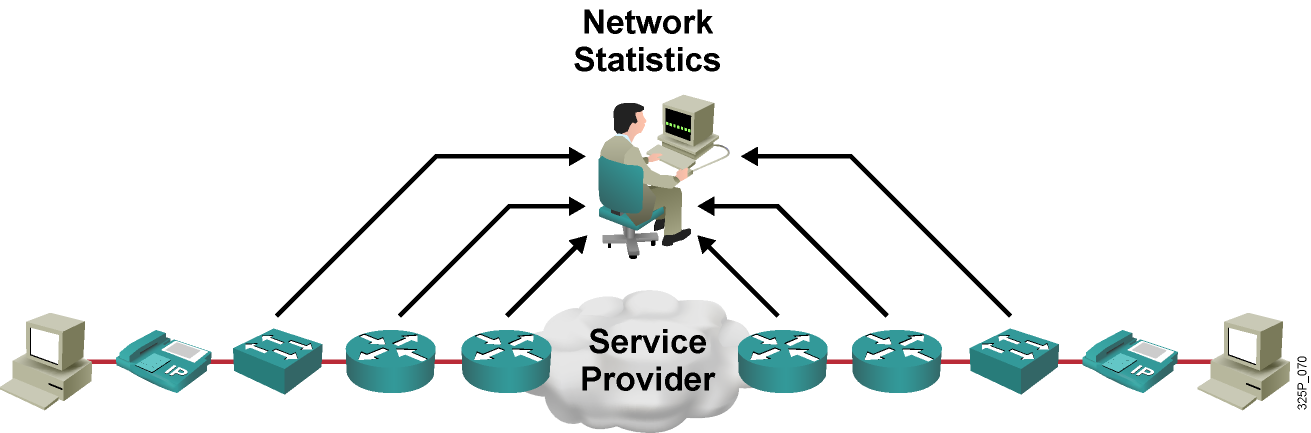 Network
Statistics
Service
Provider
IP
IP
325P_070